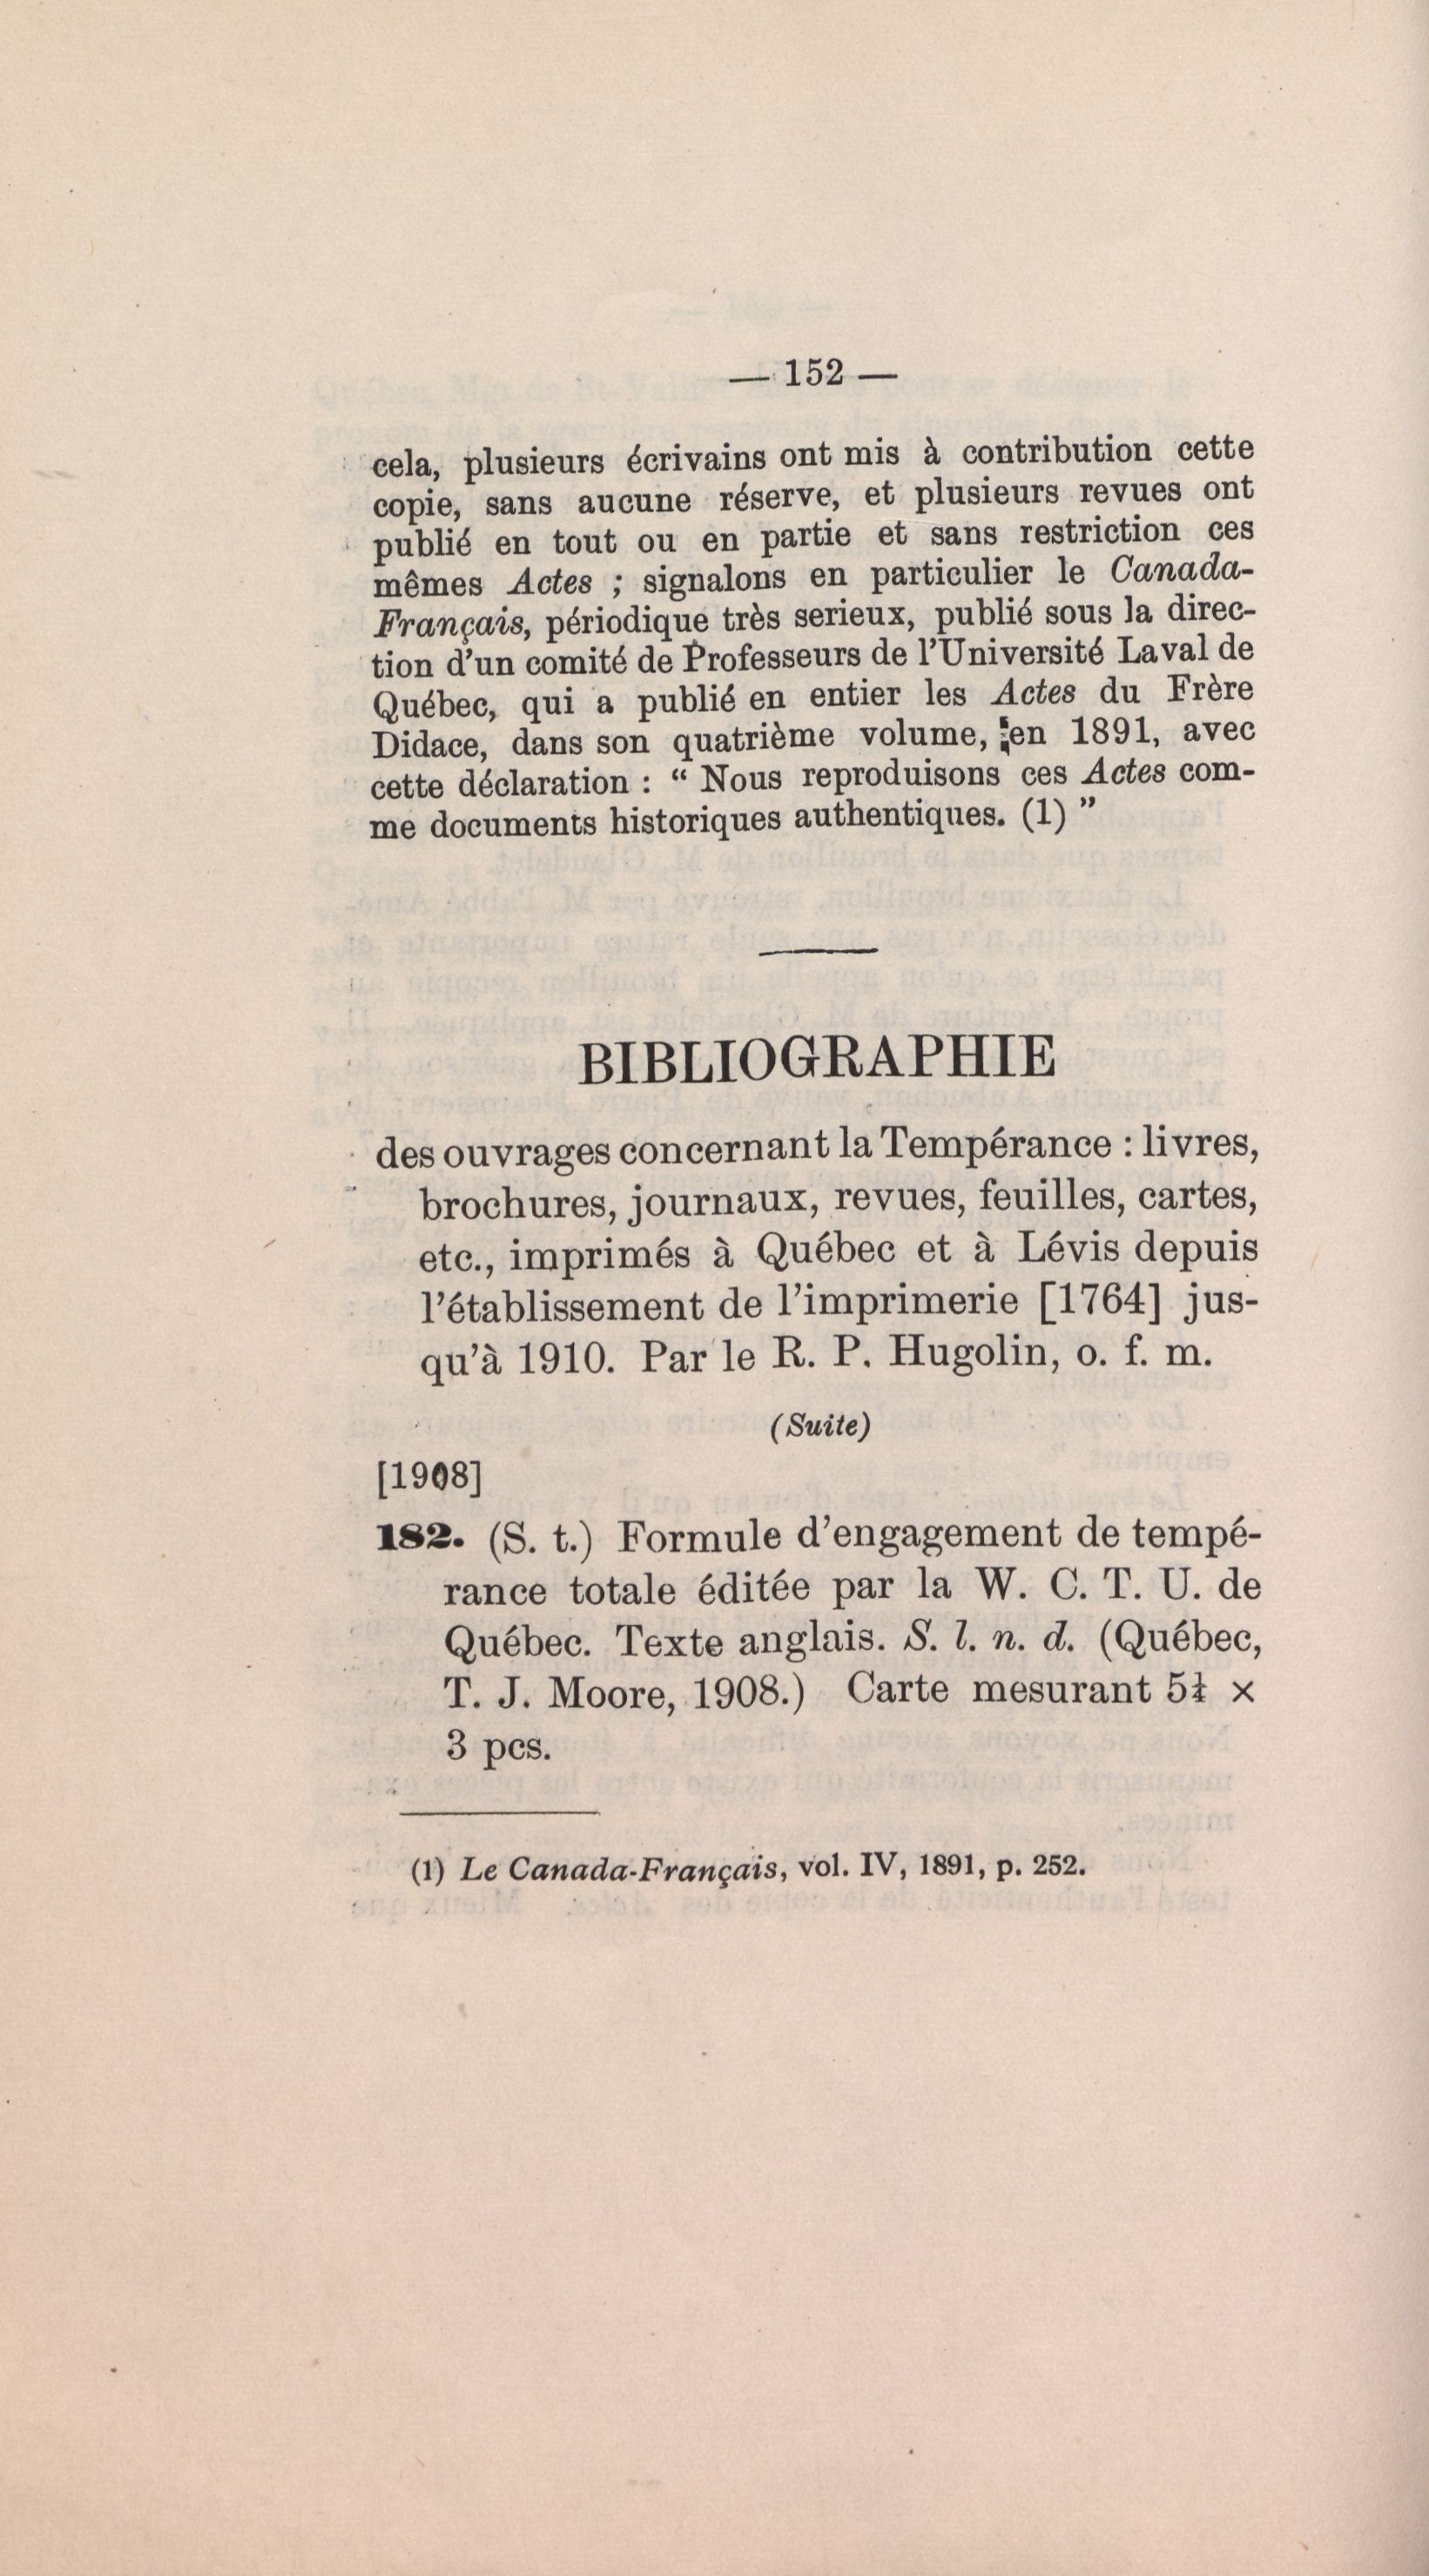 — 152 —
cela, plusieurs écrivains ont mis à contribution cette
copie, sans aucune réserve, et plusieurs revues ont
publié en tout ou en partie et sans restriction ces
mêmes Actes ; signalons en particulier le Canada-
Français, périodique très serieux, publié sous la direc-
tion d'un comité de Professeurs de l'Université Laval de
Québec, qui a publié en entier les Actes du Frère
Didace, dans son quatrième volume, en 1891, avec
cette déclaration : “ Nous reproduisons ces Actes com-
me documents historiques authentiques. (1) ”
BIBLIOGRAPHIE
des ouvrages concernant la Tempérance : livres,
brochures, journaux, revues, feuilles, cartes,
etc., imprimés à Québec et à Lévis depuis
l'établissement de l'imprimerie [1764] jus-
qu'à 1910. Par le R. P. Hugolin, o. f. m.
(Suite)
[1908]
182. (S. t.) Formule d'engagement de tempé-
rance totale éditée par la W. C. T. U. de
Québec. Texte anglais. S. l. n. d. (Québec,
T. J. Moore, 1908.) Carte mesurant 5¼ ×
3 pcs.
(1) Le Canada-Français, vol. IV, 1891, p. 252.